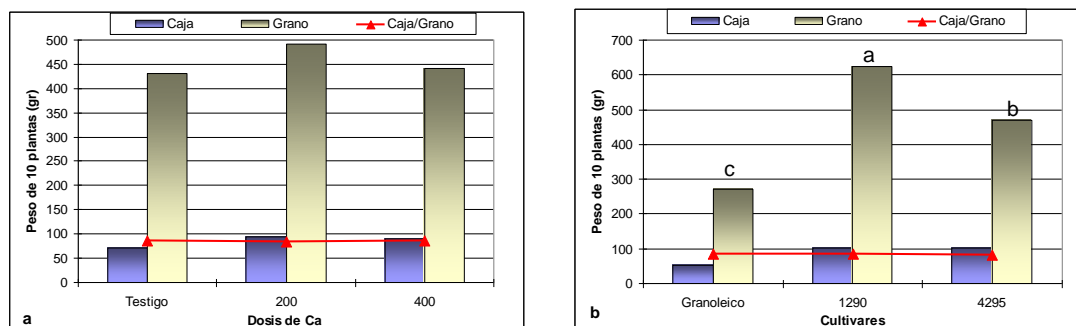 Caja Grano Caja/Grano
Peso de 10 plantas (gr)
500
450
400
350
300
250
200
150
100
50
0
Testigo 200 400
a
Dosis de Ca
Caja Grano Caja/Grano
Peso de 10 plantas (gr)
700
600
500
400
300
200
100
0
c
a
b
Granoleico 1290 4295
b
Cultivares